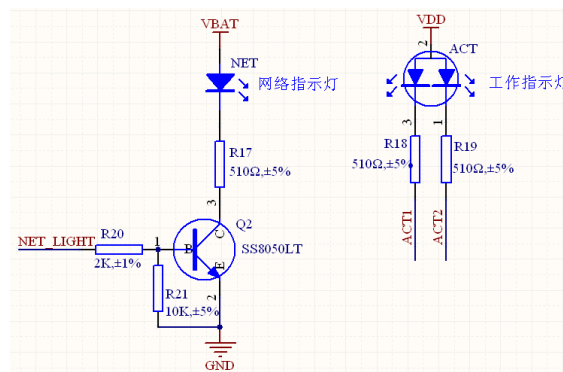 VBAT
NET
网络指示灯
R17
510Ω,±5%
3
Q2
C
NET_LIGHT
R20
2K,±1%
1
B
SS8050LT
E
R21
10K,±5%
2
GND
VDD
2
ACT
工作指示灯
3
1
R18
510Ω,±5%
R19
510Ω,±5%
ACT1
ACT2